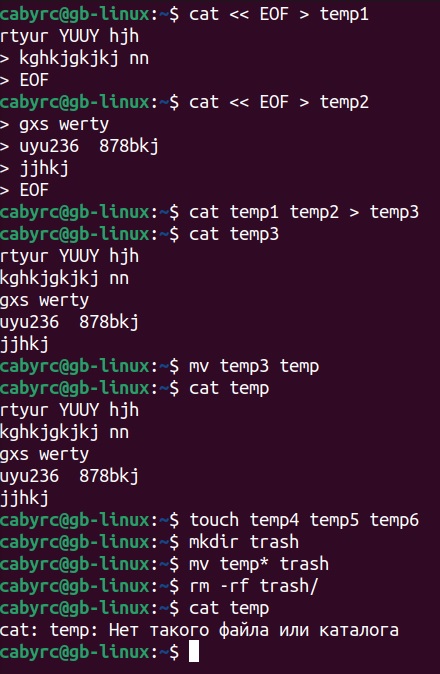 cabyrc@gb-linux:~$ cat << EOF > temp1
rtyur YUUY hjh
> kghkjgkjkj nn
> EOF
cabyrc@gb-linux:~$ cat << EOF > temp2
> gxs werty
> uyu236  878bkj
> jjhkj
> EOF
cabyrc@gb-linux:~$ cat temp1 temp2 > temp3
cabyrc@gb-linux:~$ cat temp3
rtyur YUUY hjh
kghkjgkjkj nn
gxs werty
uyu236  878bkj
jjhkj
cabyrc@gb-linux:~$ mv temp3 temp
cabyrc@gb-linux:~$ cat temp
rtyur YUUY hjh
kghkjgkjkj nn
gxs werty
uyu236  878bkj
jjhkj
cabyrc@gb-linux:~$ touch temp4 temp5 temp6
cabyrc@gb-linux:~$ mkdir trash
cabyrc@gb-linux:~$ mv temp* trash
cabyrc@gb-linux:~$ rm -rf trash/
cabyrc@gb-linux:~$ cat temp
cat: temp: Нет такого файла или каталога
cabyrc@gb-linux:~$